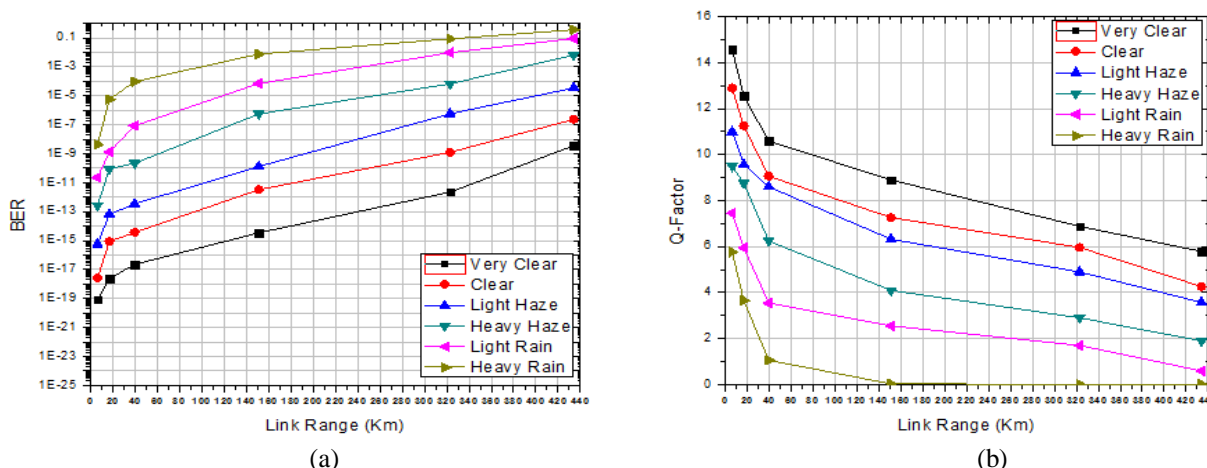 0.1
1E-3
1E-5
1E-7
1E-9
1E-11
1E-13
1E-15
1E-17
1E-19
1E-21
1E-23
1E-25
BER
0 20 40 60 80 100 120 140 160 180 200 220 240 260 280 300 320 340 360 380 400 420 440
Link Range (Km)
Very Clear
Clear
Light Haze
Heavy Haze
Light Rain
Heavy Rain
(a)
16
14
12
10
8
6
4
2
0
Q-Factor
0 20 40 60 80 100 120 140 160 180 200 220 240 260 280 300 320 340 360 380 400 420 44
Link Range (Km)
Very Clear
Clear
Light Haze
Heavy Haze
Light Rain
Heavy Rain
(b)